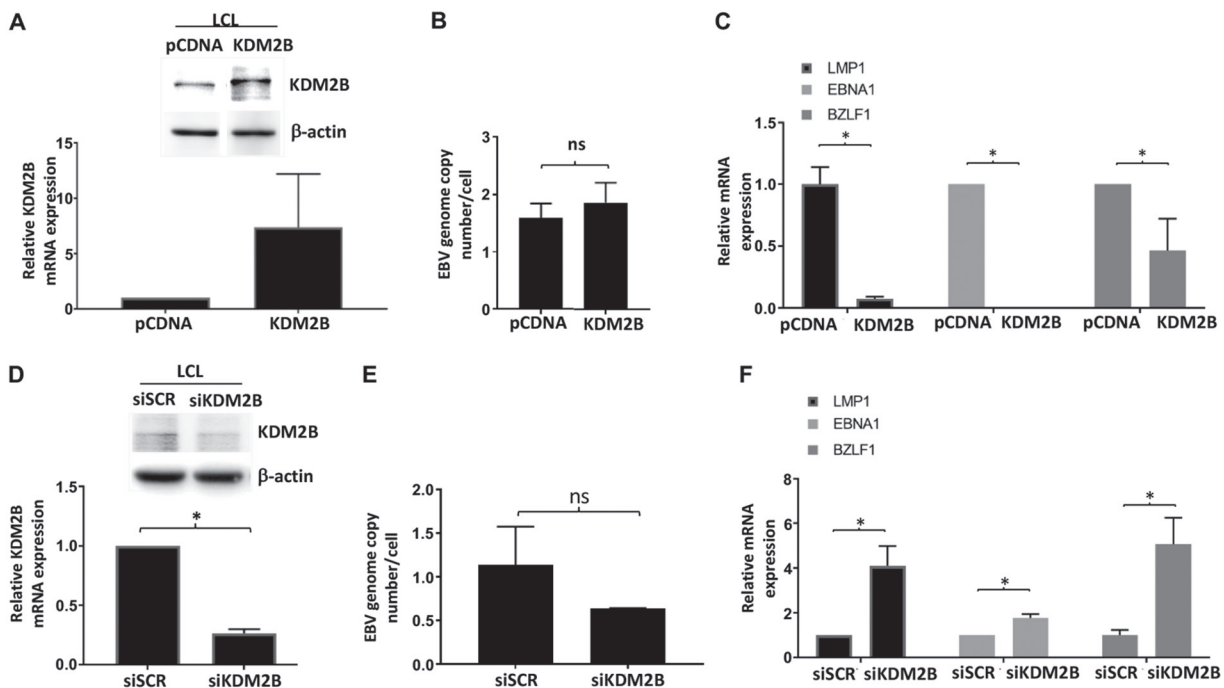 A
LCL
pCDNA KDM2B
KDM2B
β-actin
Relative KDM2B
mRNA expression
15
10
5
0
pCDNA KDM2B
B
EBV genome copy
number/cell
3
2
1
0
ns
pCDNA KDM2B
C
LMP1
EBNA1
BZLF1
Relative mRNA
expression
1.5
1.0
0.5
0.0
* * *
pCDNA KDM2B pCDNA KDM2B pCDNA KDM2B
D
LCL
siSCR siKDM2B
KDM2B
β-actin
Relative KDM2B
mRNA expression
1.5
1.0
0.5
0.0
*
siSCR siKDM2B
E
EBV genome copy
number/cell
2.0
1.5
1.0
0.5
0.0
ns
siSCR siKDM2B
F
LMP1
EBNA1
BZLF1
Relative mRNA
expression
8
6
4
2
0
* * *
siSCR siKDM2B siSCR siKDM2B siSCR siKDM2B